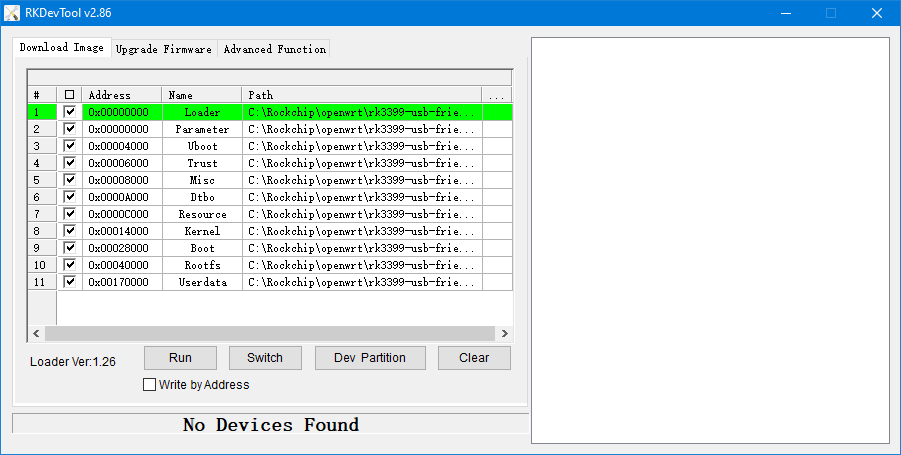 RKDevTool v2.86
Download Image Upgrade Firmware Advanced Function
# Address Name Path ...
1 0x00000000 Loader C:\Rockchip\openwrt\rk3399-usb-frie...
2 0x00000000 Parameter C:\Rockchip\openwrt\rk3399-usb-frie...
3 0x00004000 Uboot C:\Rockchip\openwrt\rk3399-usb-frie...
4 0x00006000 Trust C:\Rockchip\openwrt\rk3399-usb-frie...
5 0x00008000 Misc C:\Rockchip\openwrt\rk3399-usb-frie...
6 0x0000A000 Dtbo C:\Rockchip\openwrt\rk3399-usb-frie...
7 0x0000C000 Resource C:\Rockchip\openwrt\rk3399-usb-frie...
8 0x00014000 Kernel C:\Rockchip\openwrt\rk3399-usb-frie...
9 0x00028000 Boot C:\Rockchip\openwrt\rk3399-usb-frie...
10 0x00040000 Rootfs C:\Rockchip\openwrt\rk3399-usb-frie...
11 0x00170000 Userdata C:\Rockchip\openwrt\rk3399-usb-frie...
Loader Ver:1.26 Run Switch Dev Partition Clear
Write by Address
No Devices Found